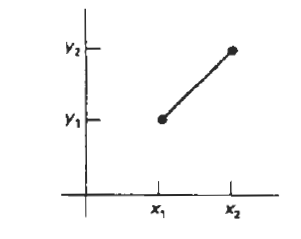 y₂
y₁
x₁ x₂